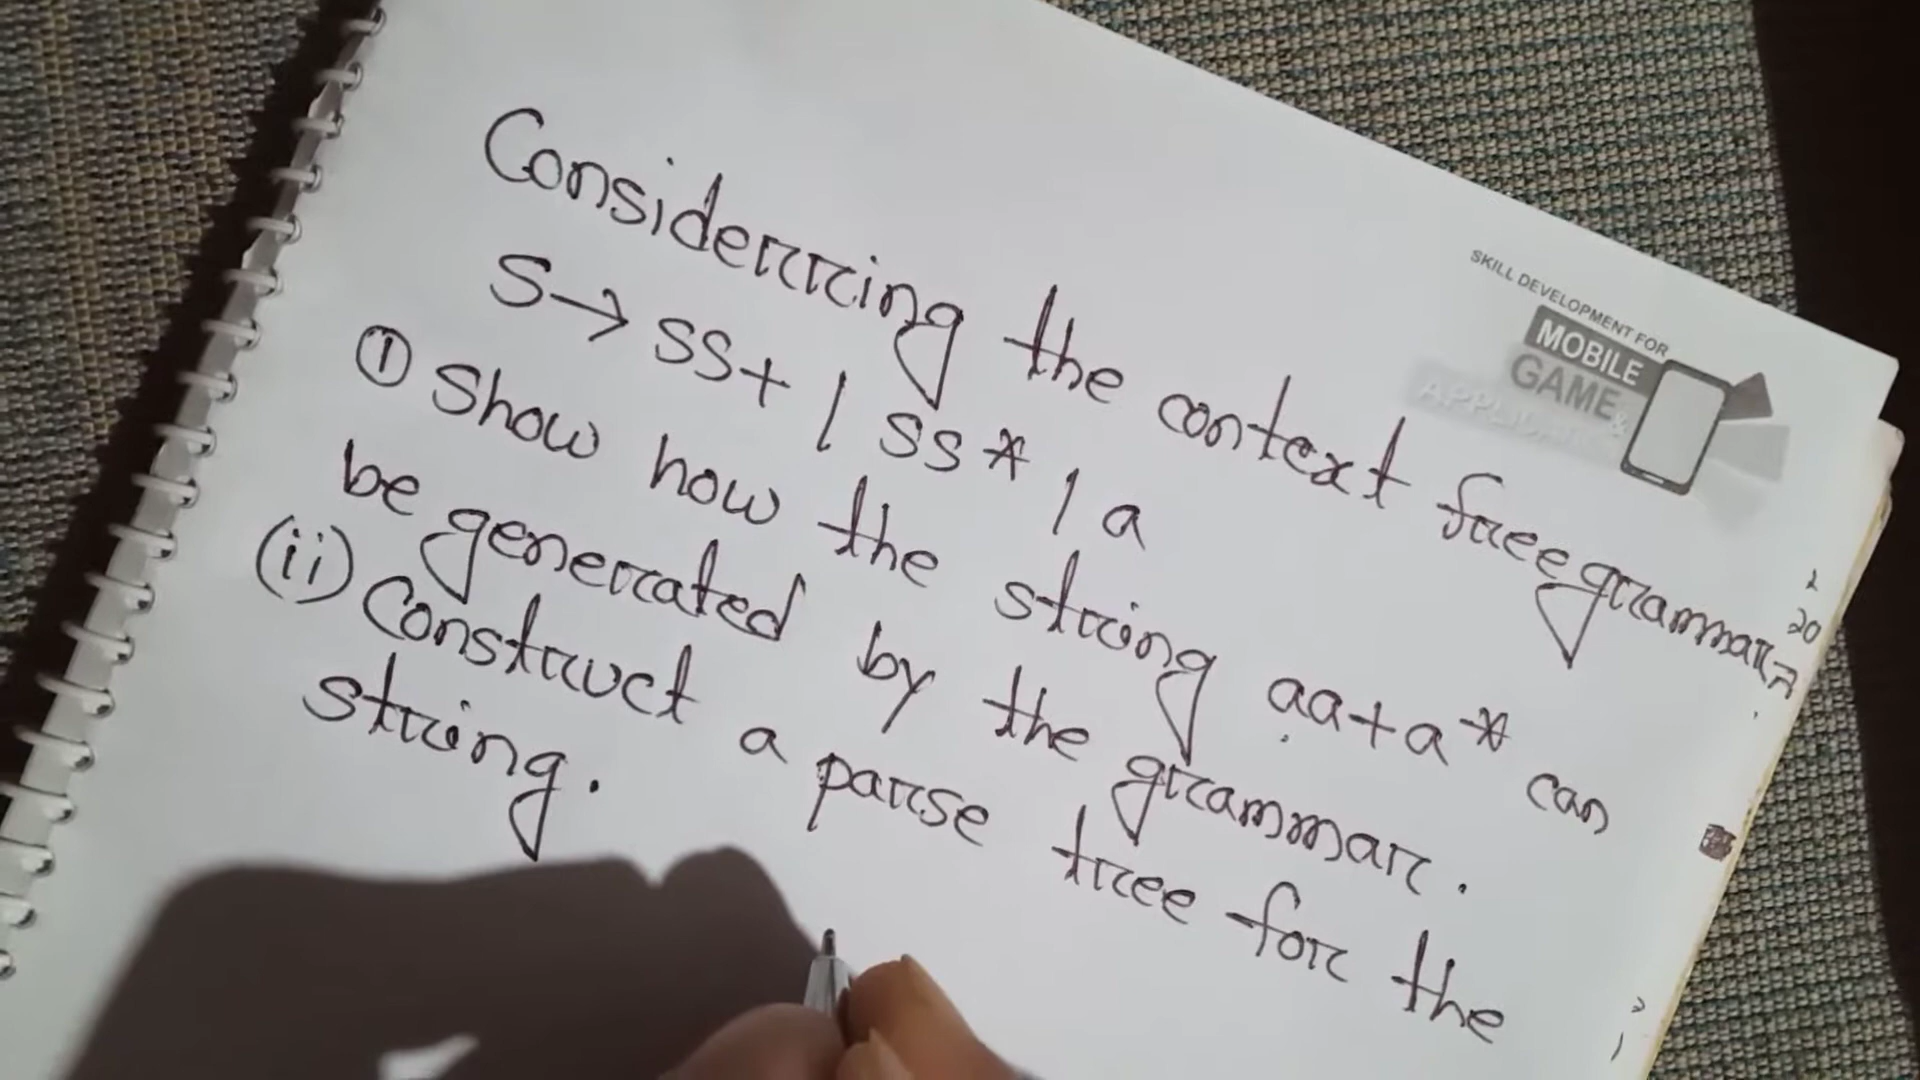 Considerring the context free grammar
S → SS+ | SS* | a
① Show how the string aa+a* can
be generated by the grammar.
(ii) Construct a parse tree for the
string.
SKILL DEVELOPMENT FOR
MOBILE
GAME &
20